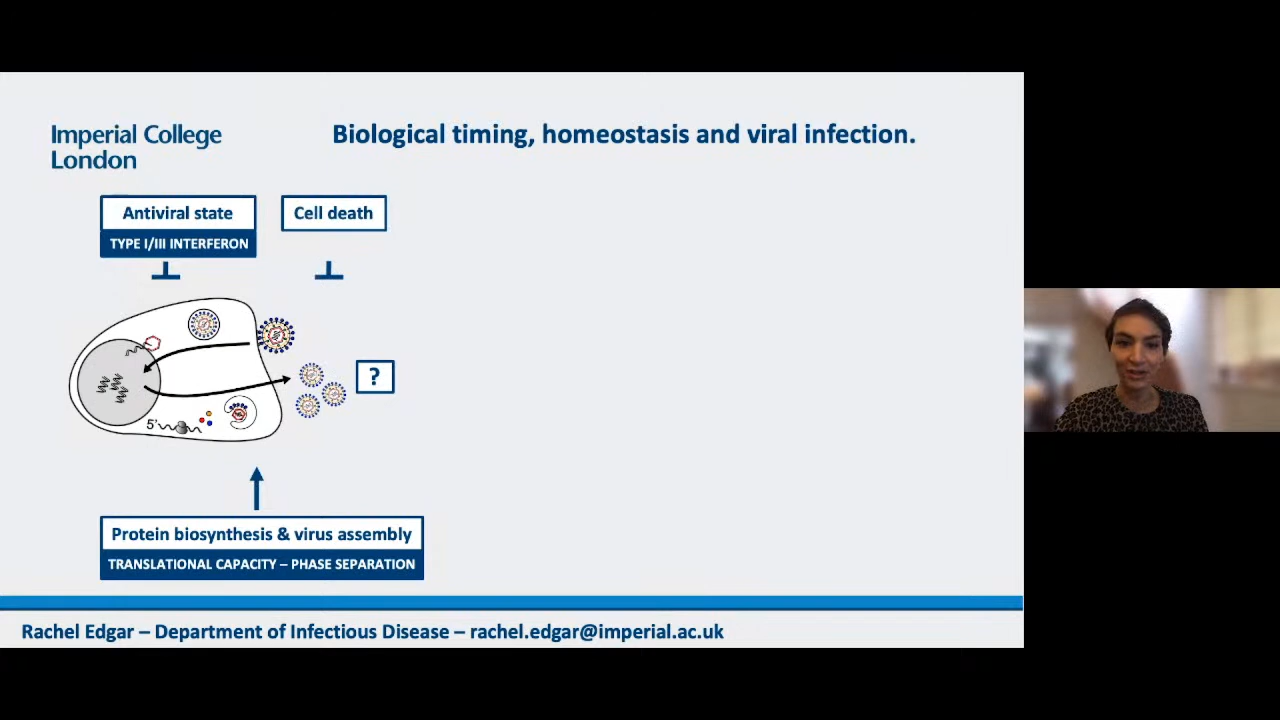 Imperial College
London
Biological timing, homeostasis and viral infection.
Antiviral state
TYPE I/III INTERFERON
Cell death
?
5'
Protein biosynthesis & virus assembly
TRANSLATIONAL CAPACITY – PHASE SEPARATION
Rachel Edgar – Department of Infectious Disease – rachel.edgar@imperial.ac.uk